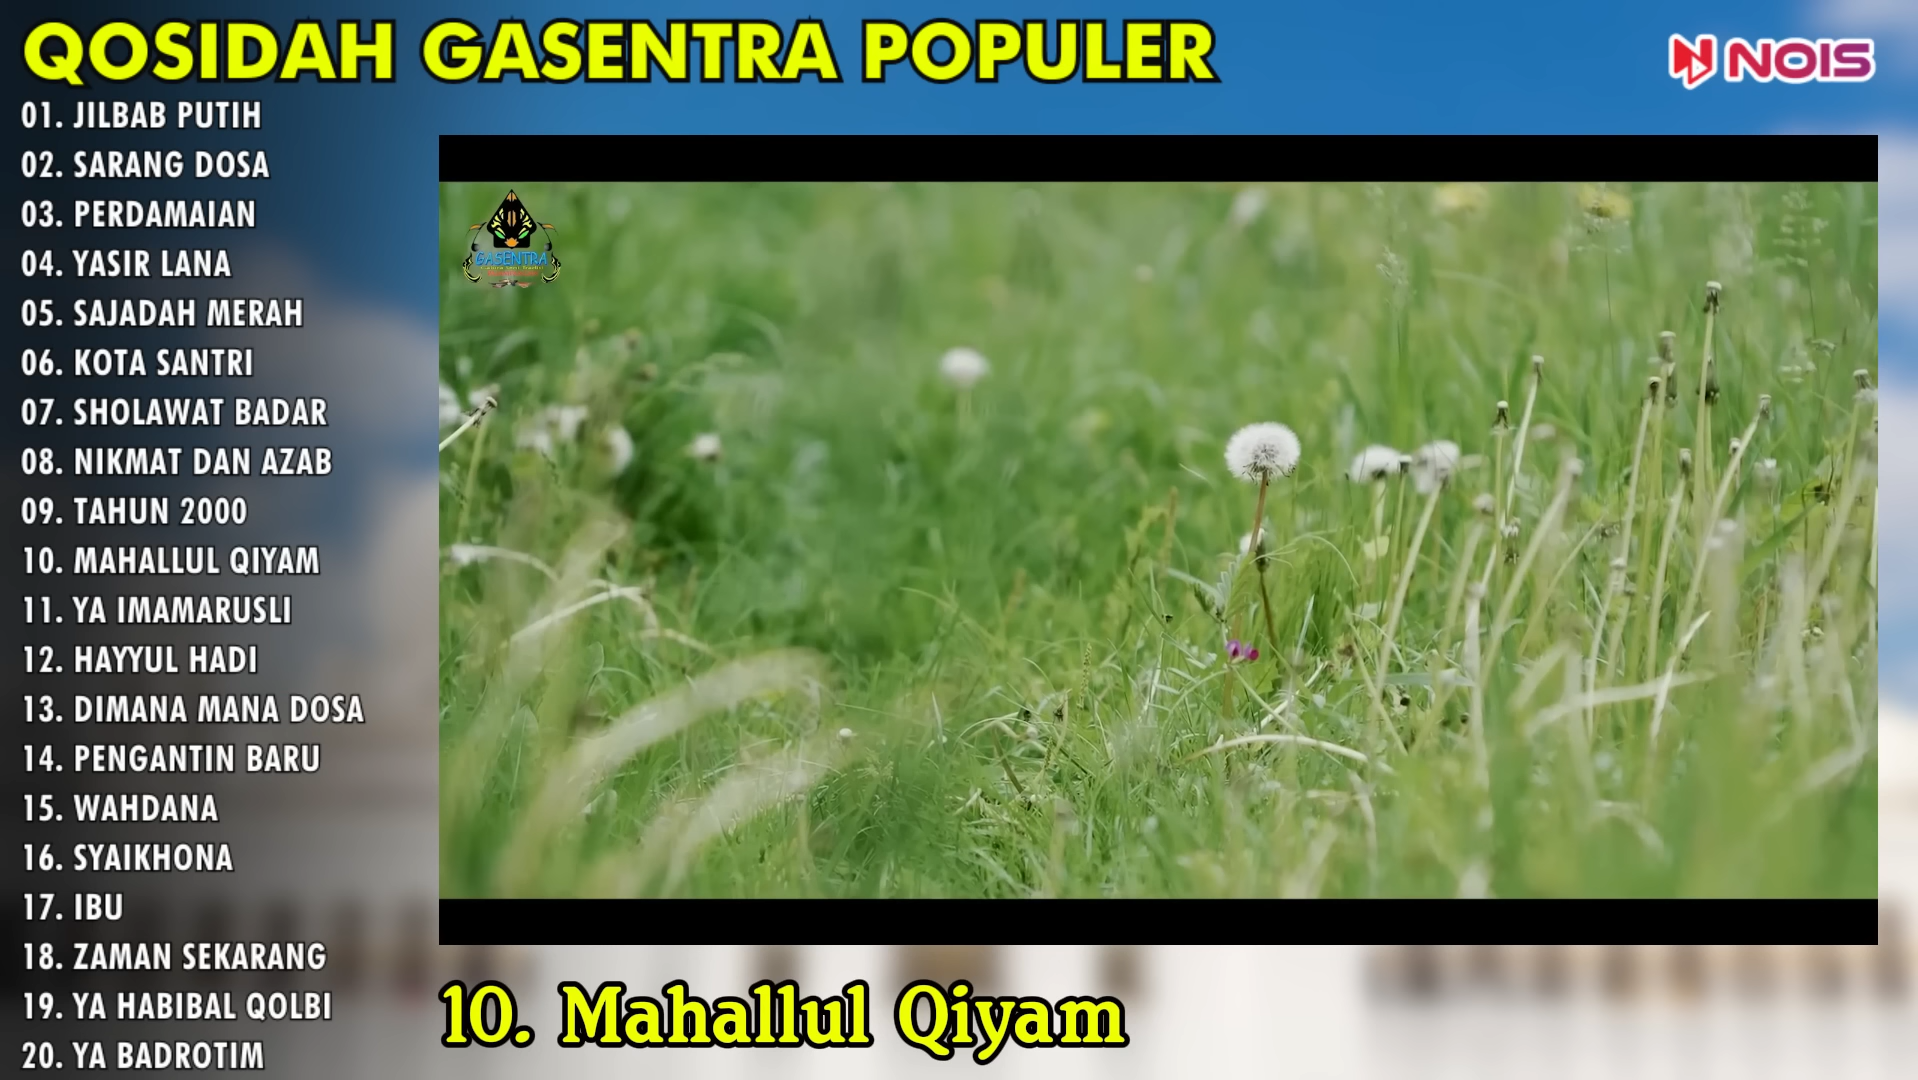 QOSIDAH GASENTRA POPULER
NOIS
01. JILBAB PUTIH
02. SARANG DOSA
03. PERDAMAIAN
04. YASIR LANA
05. SAJADAH MERAH
06. KOTA SANTRI
07. SHOLAWAT BADAR
08. NIKMAT DAN AZAB
09. TAHUN 2000
10. MAHALLUL QIYAM
11. YA IMAMARUSLI
12. HAYYUL HADI
13. DIMANA MANA DOSA
14. PENGANTIN BARU
15. WAHDANA
16. SYAIKHONA
17. IBU
18. ZAMAN SEKARANG
19. YA HABIBAL QOLBI
20. YA BADROTIM
GASENTRA
10. Mahallul Qiyam